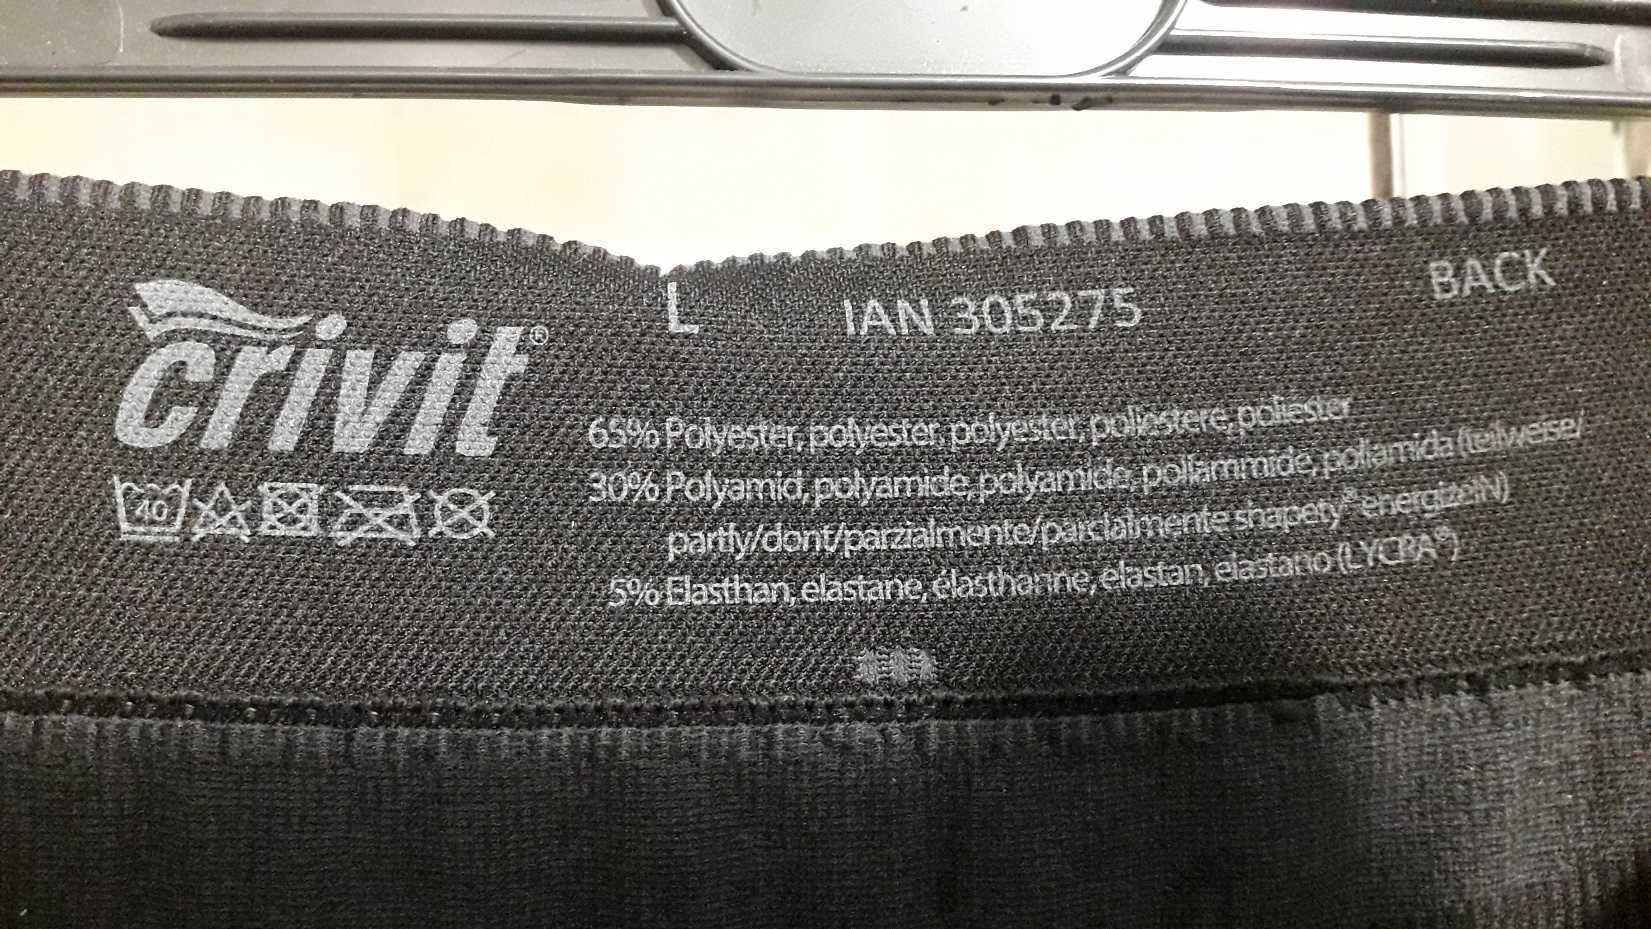 crivit®
L
IAN 305275
BACK
40
65% Polyester, polyester, polyester, poliestere, poliester
30% Polyamid, polyamide, polyamide, poliammide, poliamida (teilweise/
partly/dont/parzialmente/parcialmente shapety® energizeIN)
5% Elasthan, elastane, élasthanne, elastan, elastano (LYCRA®)